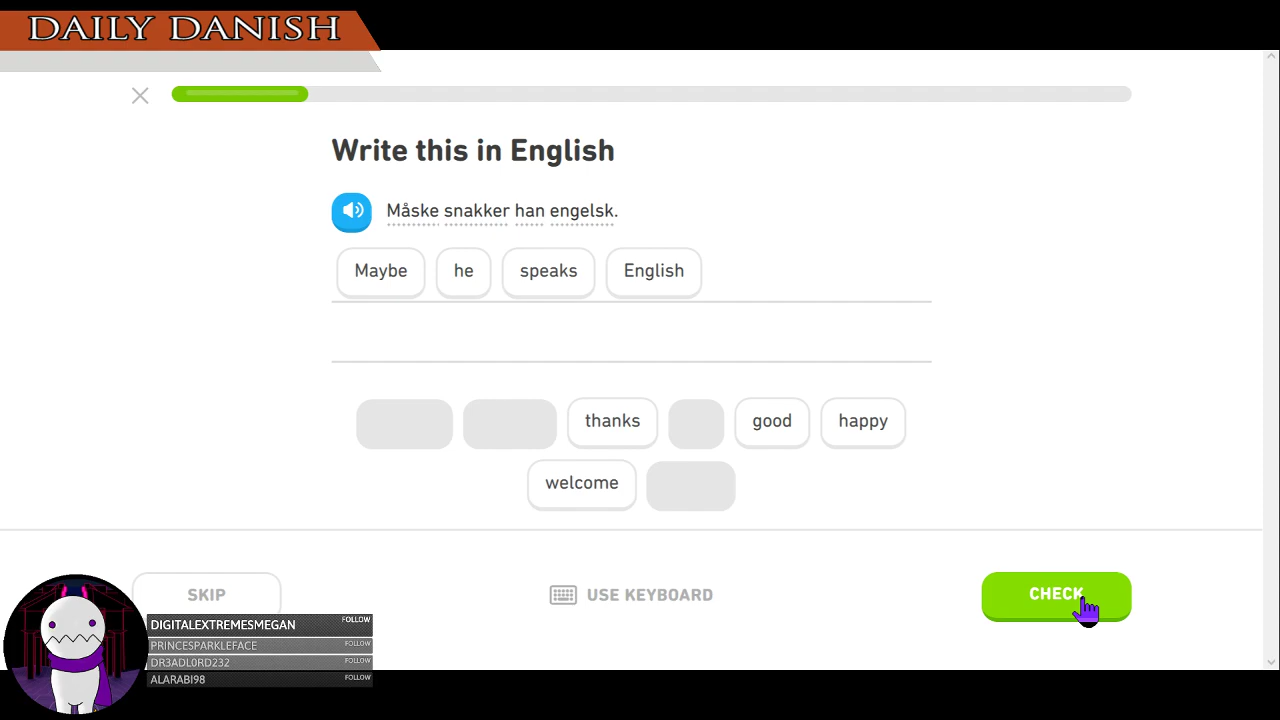 DAILY DANISH
Write this in English
Måske snakker han engelsk.
Maybe he speaks English
thanks good happy
welcome
SKIP
USE KEYBOARD
CHECK
DIGITALEXTREMESMEGAN FOLLOW
PRINCESPARKLEFACE FOLLOW
DR3ADL0RD232 FOLLOW
ALARABI98 FOLLOW